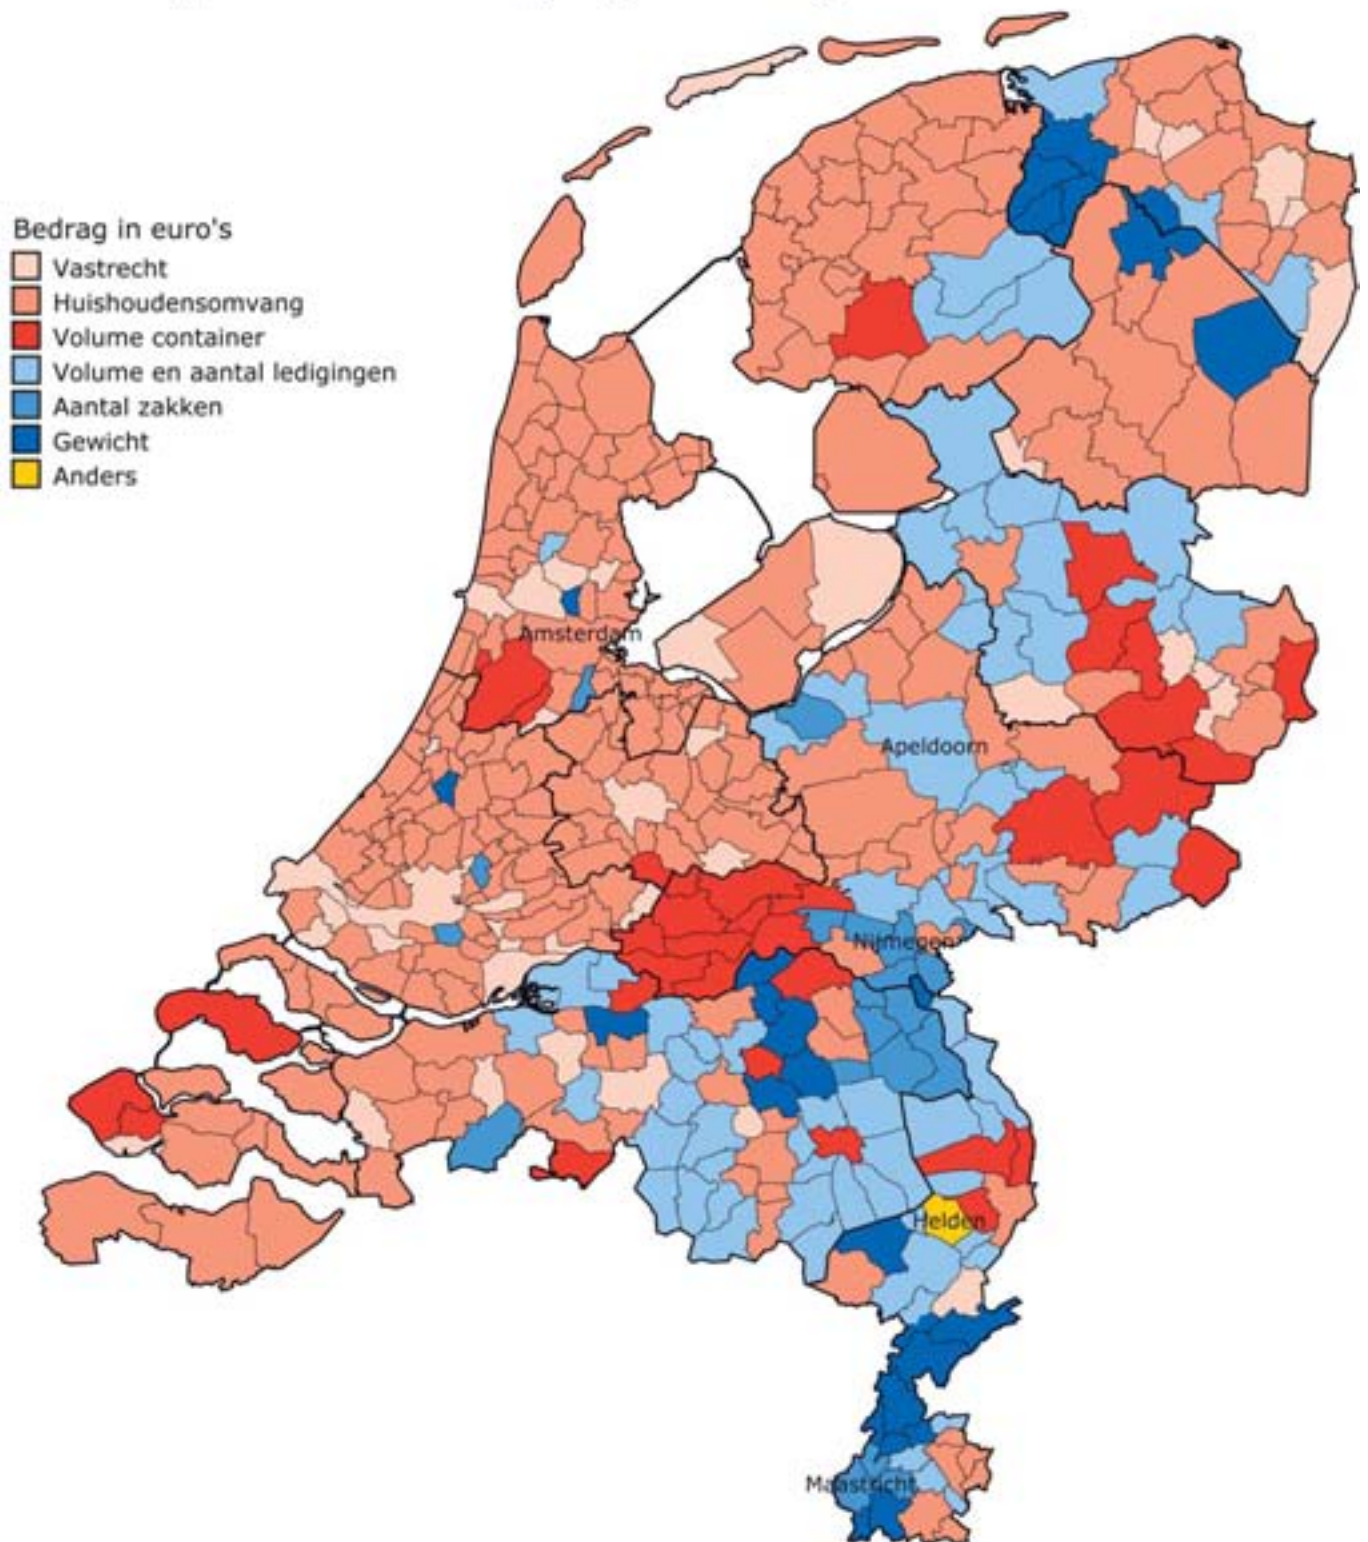 Bedrag in euro's
Vastrecht
Huishoudensomvang
Volume container
Volume en aantal ledigingen
Aantal zakken
Gewicht
Anders
Amsterdam
Apeldoorn
Nijmegen
Helden
Maastricht